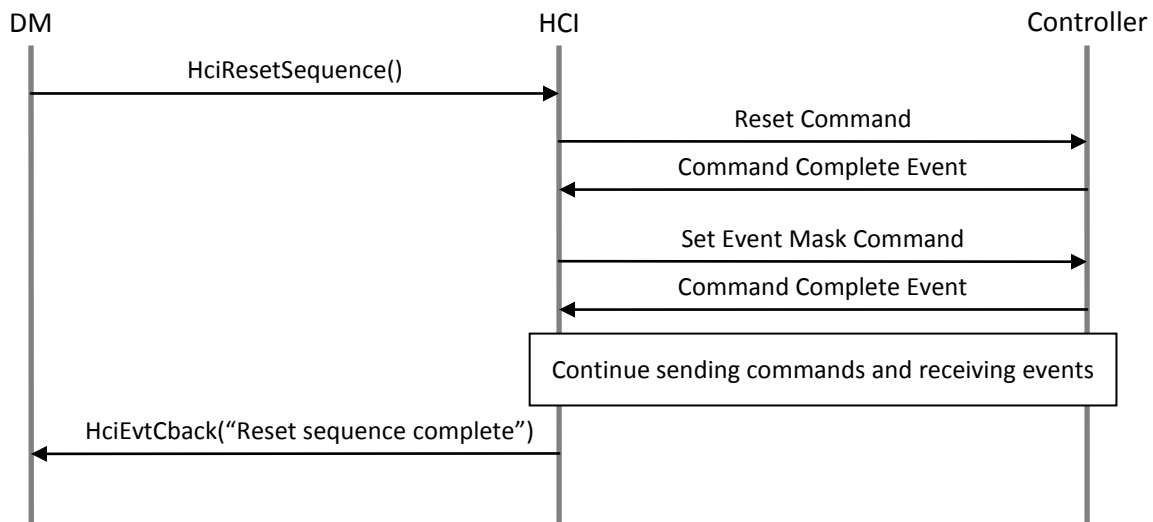 DM
HCI
Controller
HciResetSequence()
Reset Command
Command Complete Event
Set Event Mask Command
Command Complete Event
Continue sending commands and receiving events
HciEvtCback(“Reset sequence complete”)